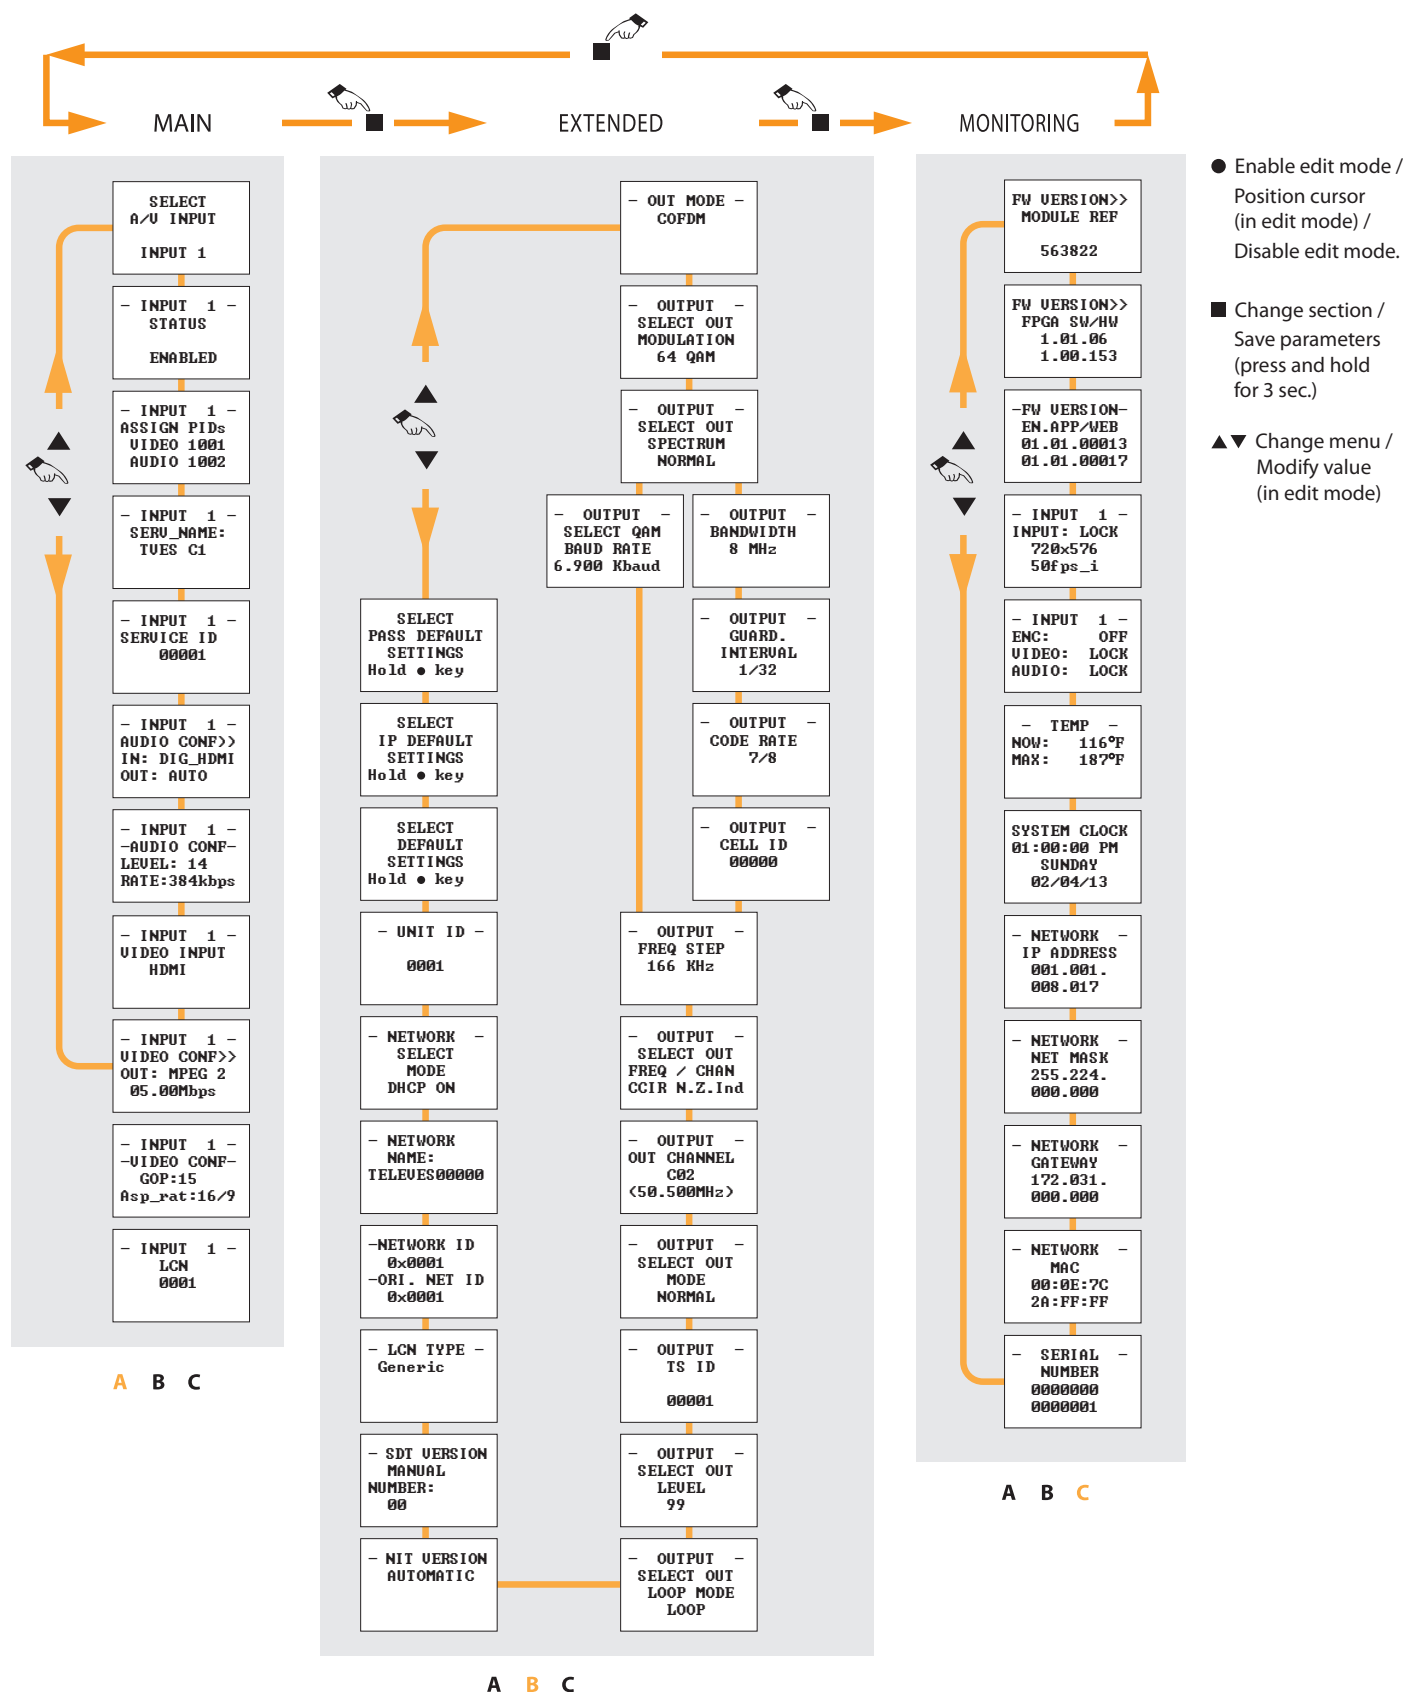 MAIN
EXTENDED
MONITORING
SELECT
A/V INPUT
INPUT 1
- INPUT 1 -
STATUS
ENABLED
- INPUT 1 -
ASSIGN PIDs
VIDEO 1001
AUDIO 1002
- INPUT 1 -
SERV_NAME:
TVES C1
- INPUT 1 -
SERVICE ID
00001
- INPUT 1 -
AUDIO CONF>>
IN: DIG_HDMI
OUT: AUTO
- INPUT 1 -
-AUDIO CONF-
LEVEL: 14
RATE:384kbps
- INPUT 1 -
VIDEO INPUT
HDMI
- INPUT 1 -
VIDEO CONF>>
OUT: MPEG 2
05.00Mbps
- INPUT 1 -
-VIDEO CONF-
GOP:15
Asp_rat:16/9
- INPUT 1 -
LCN
0001
A B C
- OUT MODE -
COFDM
- OUTPUT -
SELECT OUT
MODULATION
64 QAM
- OUTPUT -
SELECT OUT
SPECTRUM
NORMAL
- OUTPUT -
SELECT QAM
BAUD RATE
6.900 Kbaud
- OUTPUT -
BANDWIDTH
8 MHz
- OUTPUT -
GUARD.
INTERVAL
1/32
- OUTPUT -
CODE RATE
7/8
- OUTPUT -
CELL ID
00000
- OUTPUT -
FREQ STEP
166 KHz
- OUTPUT -
SELECT OUT
FREQ / CHAN
CCIR N.Z.Ind
- OUTPUT -
OUT CHANNEL
C02
(50.500MHz)
- OUTPUT -
SELECT OUT
MODE
NORMAL
- OUTPUT -
TS ID
00001
- OUTPUT -
SELECT OUT
LEVEL
99
- OUTPUT -
SELECT OUT
LOOP MODE
LOOP
SELECT
PASS DEFAULT
SETTINGS
Hold ● key
SELECT
IP DEFAULT
SETTINGS
Hold ● key
SELECT
DEFAULT
SETTINGS
Hold ● key
- UNIT ID -
0001
- NETWORK -
SELECT
MODE
DHCP ON
- NETWORK
NAME:
TELEVES00000
-NETWORK ID
0x0001
-ORI. NET ID
0x0001
- LCN TYPE -
Generic
- SDT VERSION
MANUAL
NUMBER:
00
- NIT VERSION
AUTOMATIC
A B C
FW VERSION>>
MODULE REF
563822
FW VERSION>>
FPGA SW/HW
1.01.06
1.00.153
-FW VERSION-
EN.APP/WEB
01.01.00013
01.01.00017
- INPUT 1 -
INPUT: LOCK
720x576
50fps_i
- INPUT 1 -
ENC: OFF
VIDEO: LOCK
AUDIO: LOCK
- TEMP -
NOW: 116ºF
MAX: 187ºF
SYSTEM CLOCK
01:00:00 PM
SUNDAY
02/04/13
- NETWORK -
IP ADDRESS
001.001.
008.017
- NETWORK -
NET MASK
255.224.
000.000
- NETWORK -
GATEWAY
172.031.
000.000
- NETWORK -
MAC
00:0E:7C
2A:FF:FF
- SERIAL -
NUMBER
0000000
0000001
A B C
● Enable edit mode /
Position cursor
(in edit mode) /
Disable edit mode.
■ Change section /
Save parameters
(press and hold
for 3 sec.)
▲▼ Change menu /
Modify value
(in edit mode)